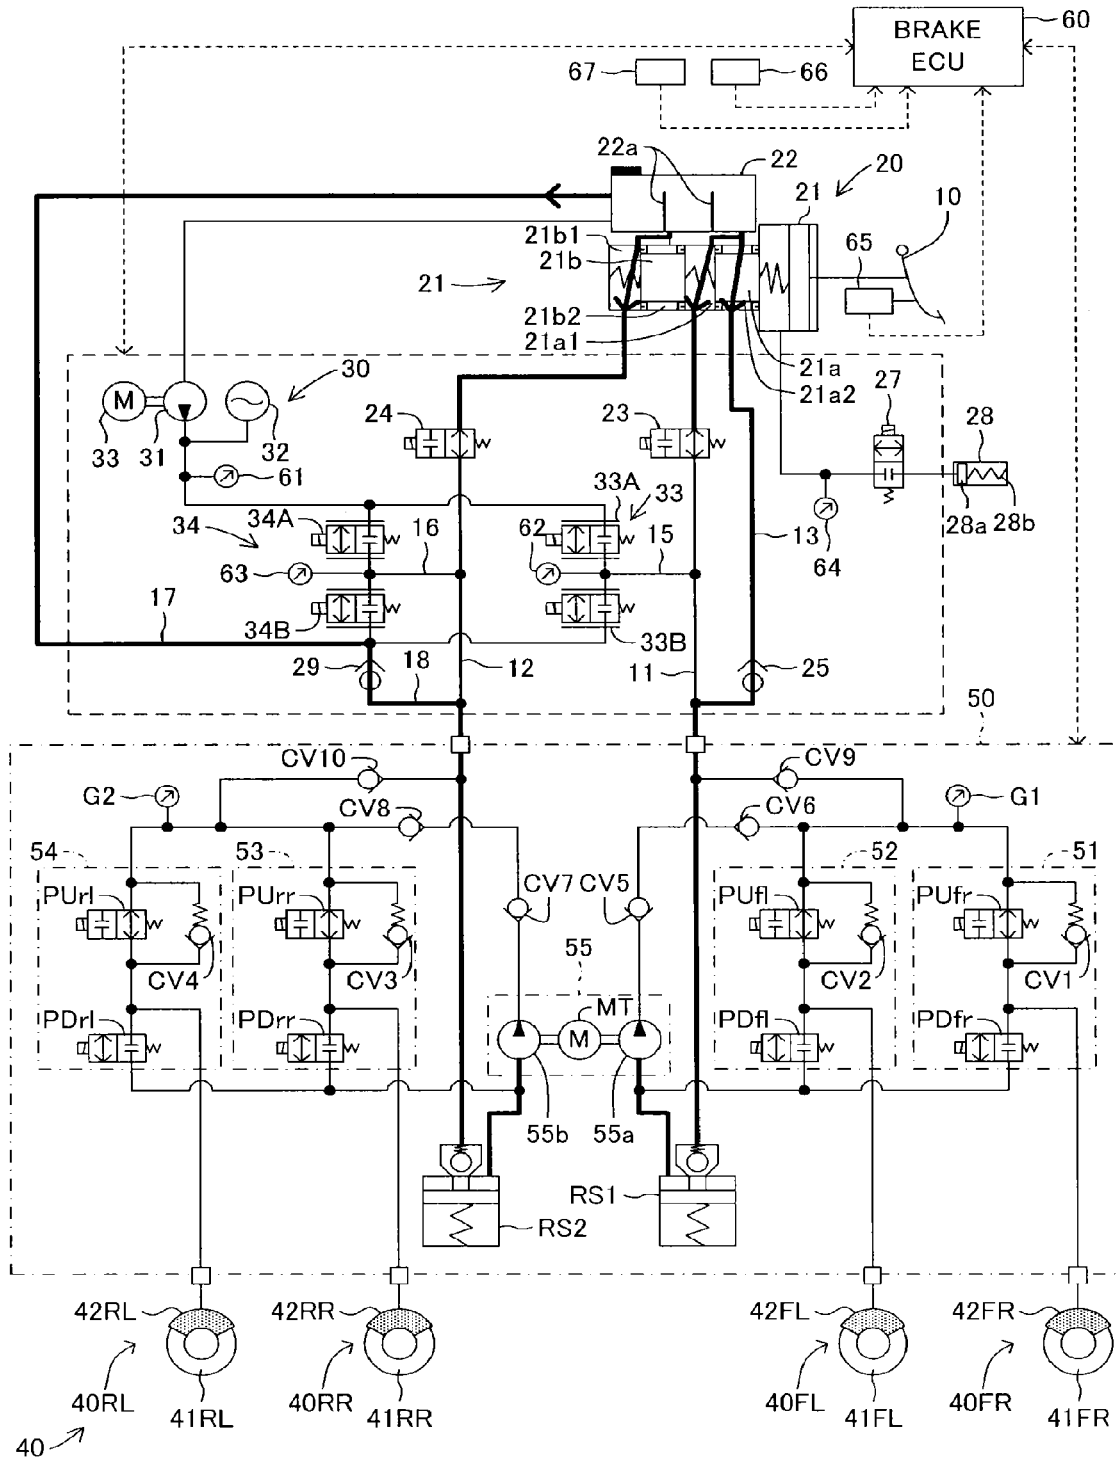 BRAKE
ECU
60
67
66
22a
22
20
21
10
21b1
21b
65
21
21b2
21a1
21a
21a2
30
M
33
31
32
24
23
27
28
61
34A
33A
33
28a
28b
34
16
62
15
13
64
63
17
34B
33B
29
18
12
11
25
50
CV10
CV9
G2
CV8
CV6
G1
54
53
52
51
PUrl
PUrr
CV7
CV5
PUfl
PUfr
CV4
CV3
55
CV2
CV1
MT
PDrl
PDrr
M
PDfl
PDfr
55b
55a
RS1
RS2
42RL
42RR
42FL
42FR
40RL
41RL
40RR
41RR
40FL
41FL
40FR
41FR
40